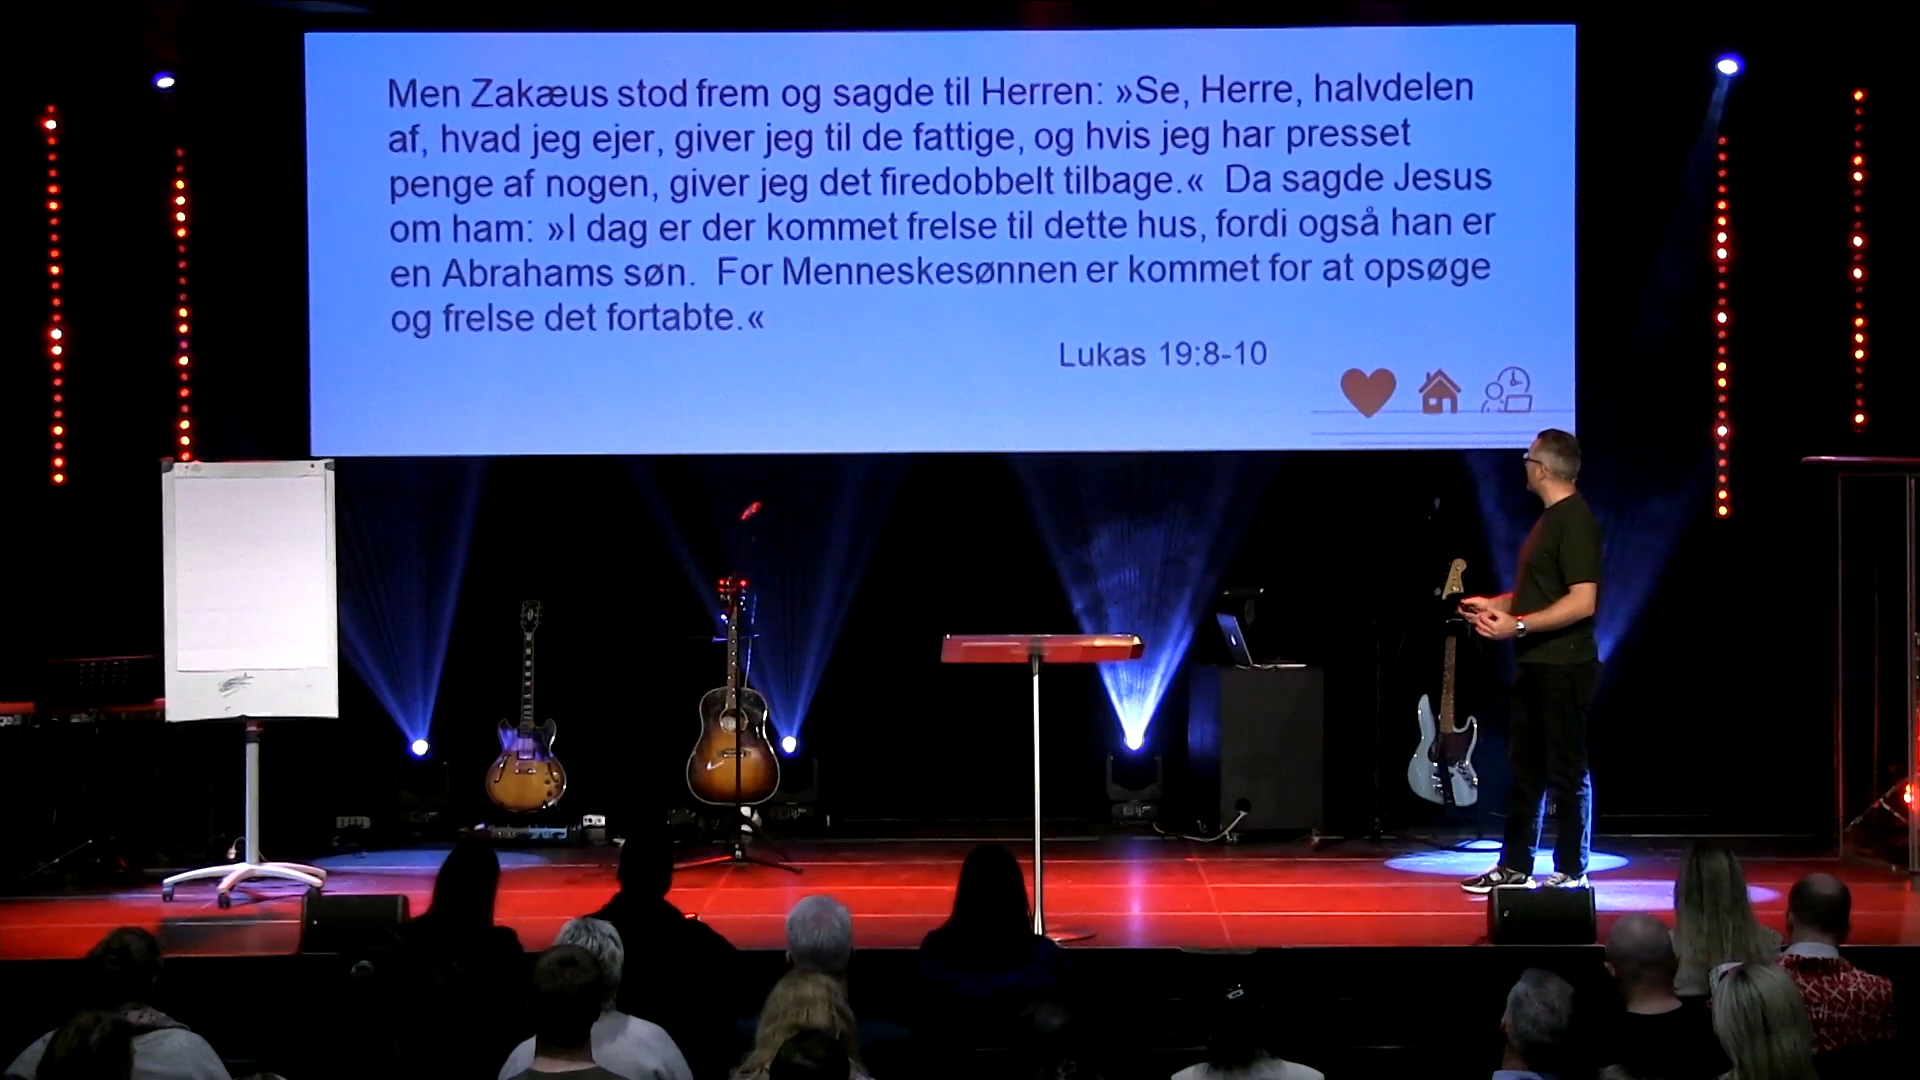 Men Zakæus stod frem og sagde til Herren: »Se, Herre, halvdelen
af, hvad jeg ejer, giver jeg til de fattige, og hvis jeg har presset
penge af nogen, giver jeg det firedobbelt tilbage.« Da sagde Jesus
om ham: »I dag er der kommet frelse til dette hus, fordi også han er
en Abrahams søn. For Menneskesønnen er kommet for at opsøge
og frelse det fortabte.«
Lukas 19:8-10